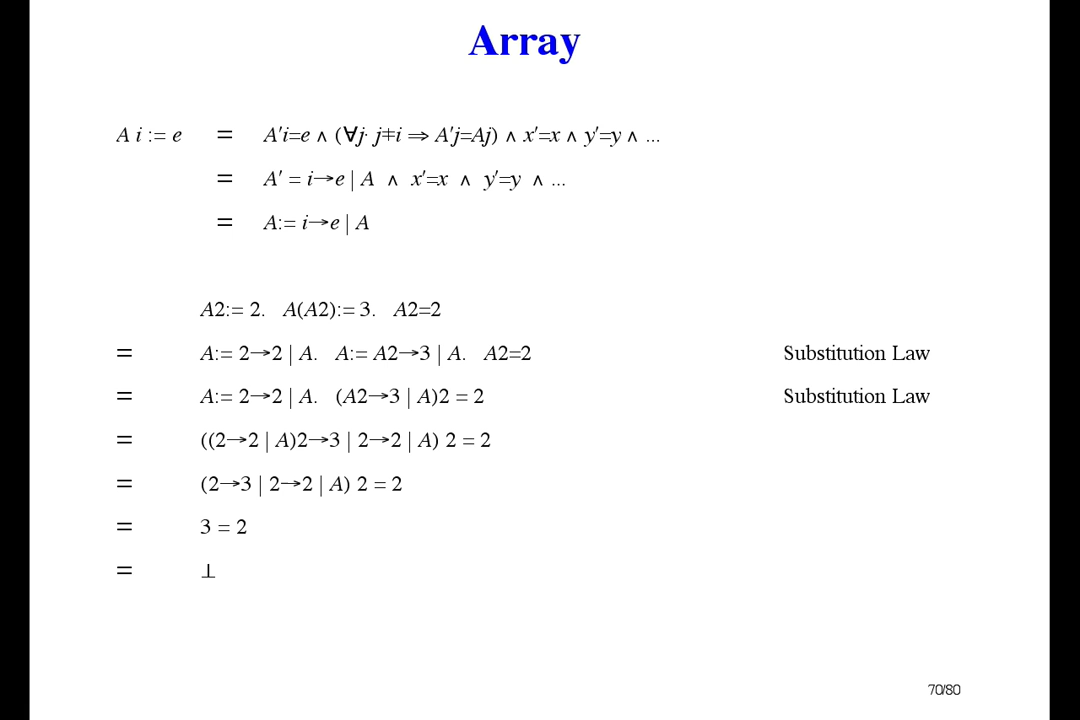 Array
A i := e = A′i=e ∧ (∀j· j≠i ⇒ A′j=Aj) ∧ x′=x ∧ y′=y ∧ ...
= A′ = i→e | A ∧ x′=x ∧ y′=y ∧ ...
= A:= i→e | A
A2:= 2. A(A2):= 3. A2=2
= A:= 2→2 | A. A:= A2→3 | A. A2=2 Substitution Law
= A:= 2→2 | A. (A2→3 | A)2 = 2 Substitution Law
= ((2→2 | A)2→3 | 2→2 | A) 2 = 2
= (2→3 | 2→2 | A) 2 = 2
= 3 = 2
= ⊥
70/80